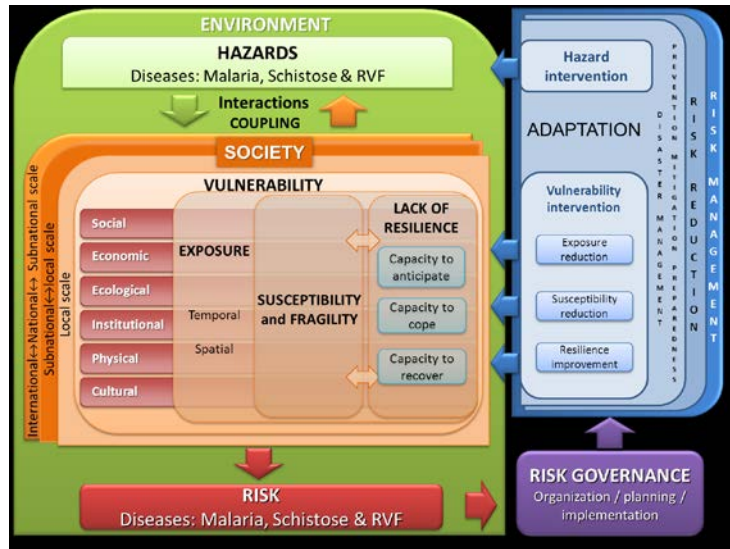 ENVIRONMENT
HAZARDS
Diseases: Malaria, Schistose & RVF
Interactions
COUPLING
SOCIETY
International↔National↔ Subnational scale
Subnational↔local scale
Local scale
VULNERABILITY
Social
Economic
Ecological
Institutional
Physical
Cultural
EXPOSURE
Temporal
Spatial
SUSCEPTIBILITY
and FRAGILITY
LACK OF
RESILIENCE
Capacity to
anticipate
Capacity to
cope
Capacity to
recover
RISK
Diseases: Malaria, Schistose & RVF
Hazard
intervention
ADAPTATION
Vulnerability
intervention
Exposure
reduction
Susceptibility
reduction
Resilience
improvement
DISASTER MANAGEMENT
PREVENTION MITIGATION PREPAREDNESS
RISK REDUCTION
RISK MANAGEMENT
RISK GOVERNANCE
Organization / planning /
implementation